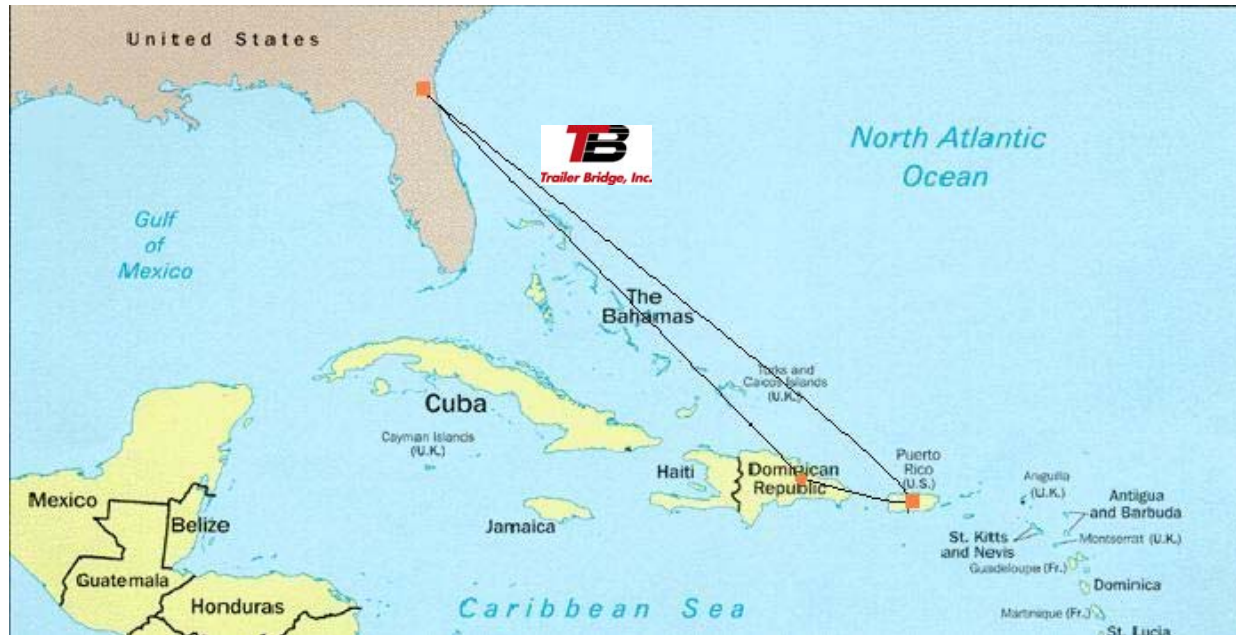 United States
TB
Trailer Bridge, Inc.
North Atlantic
Ocean
Gulf
of
Mexico
The
Bahamas
Turks and
Caicos Islands
(U.K.)
Cuba
Cayman Islands
(U.K.)
Haiti
Dominican
Republic
Puerto
Rico
(U.S.)
Anguilla
(U.K.)
Antigua
and Barbuda
Mexico
Belize
Jamaica
St. Kitts
and Nevis
Montserrat (U.K.)
Guadeloupe (Fr.)
Guatemala
Dominica
Honduras
Caribbean Sea
Martinique (Fr.)
St. Lucia